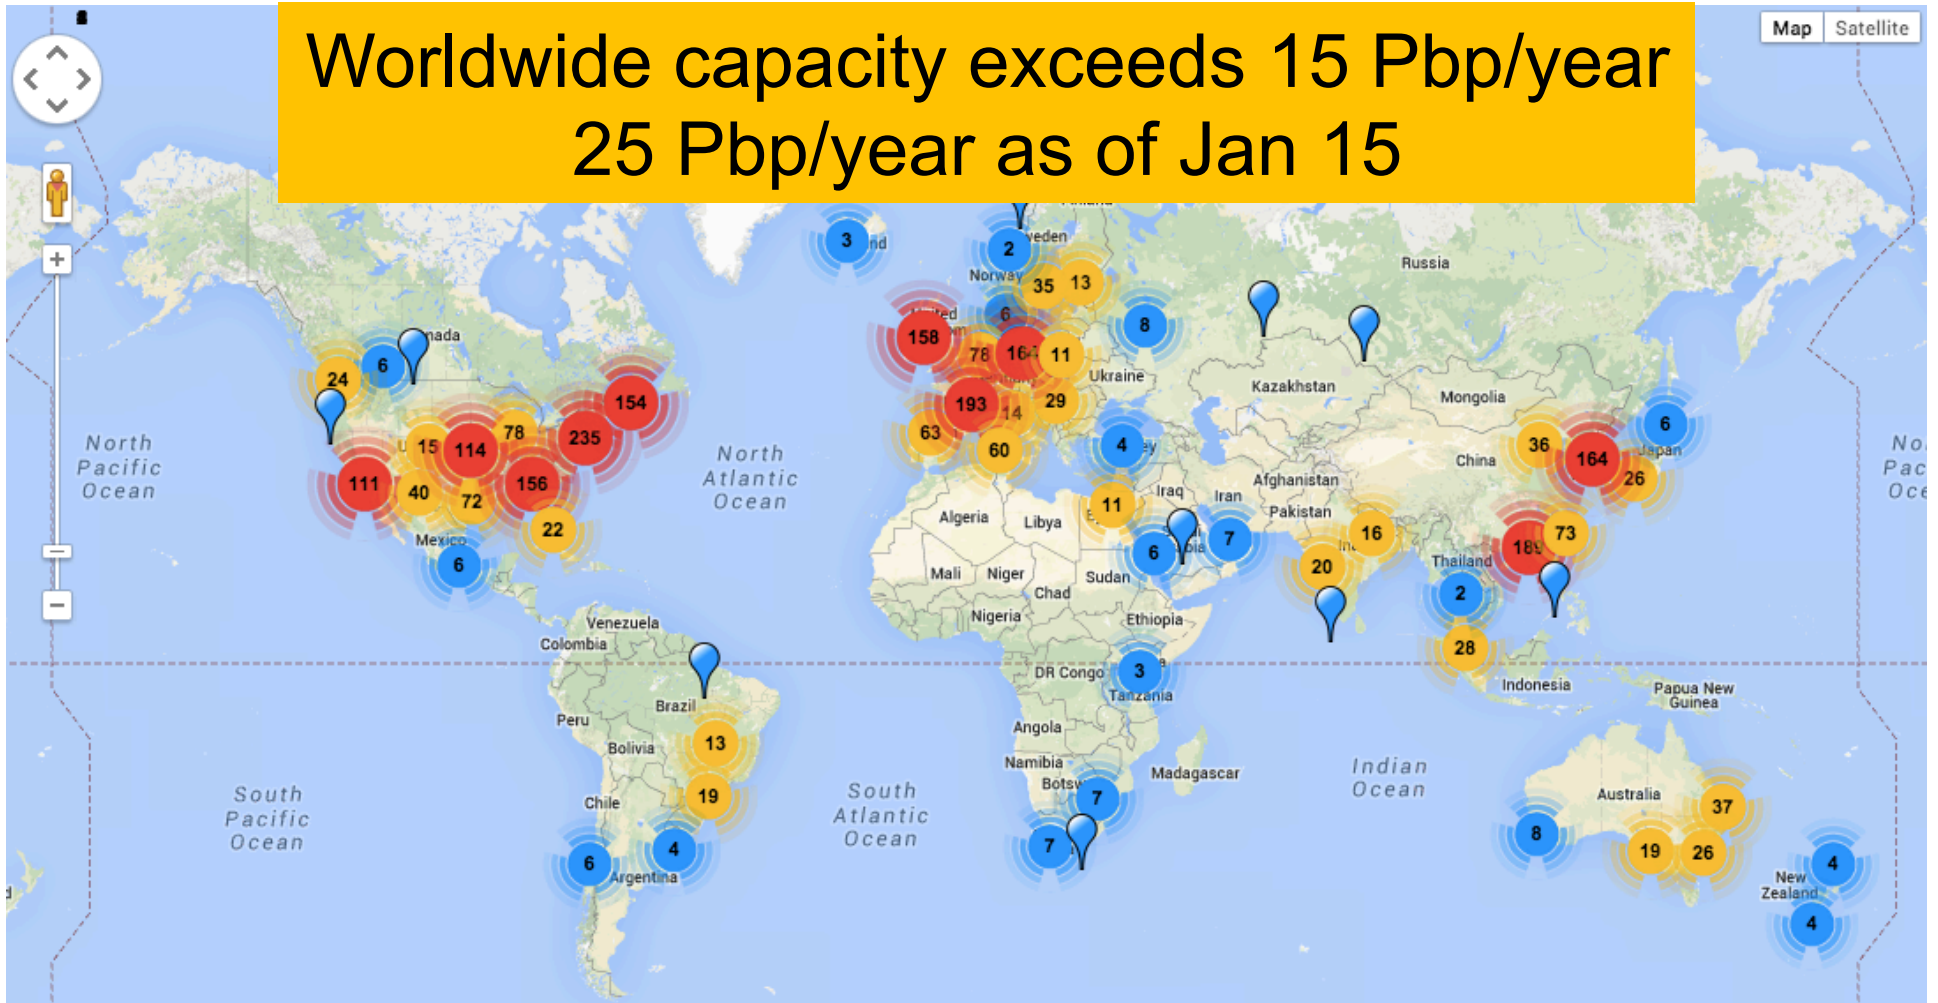 Worldwide capacity exceeds 15 Pbp/year
25 Pbp/year as of Jan 15
Map Satellite
3
2
Norway
35
13
Russia
158
6
8
78
164
11
Ukraine
Kazakhstan
Mongolia
24
6
154
193
14
29
6
North
Pacific
Ocean
15
114
78
235
63
60
4
North
Atlantic
Ocean
36
164
China
Japan
26
111
40
72
156
22
Afghanistan
Iraq
Iran
Pakistan
11
Algeria
Libya
Mexico
6
6
7
16
20
189
73
Thailand
2
Mali
Niger
Sudan
Chad
Nigeria
Ethiopia
Venezuela
Colombia
28
DR Congo
3
Tanzania
Indonesia
Papua New
Guinea
Brazil
Peru
Angola
13
Bolivia
Namibia
Madagascar
Indian
Ocean
19
Chile
7
Australia
37
South
Pacific
Ocean
South
Atlantic
Ocean
6
4
Argentina
7
8
19
26
4
New
Zealand
4